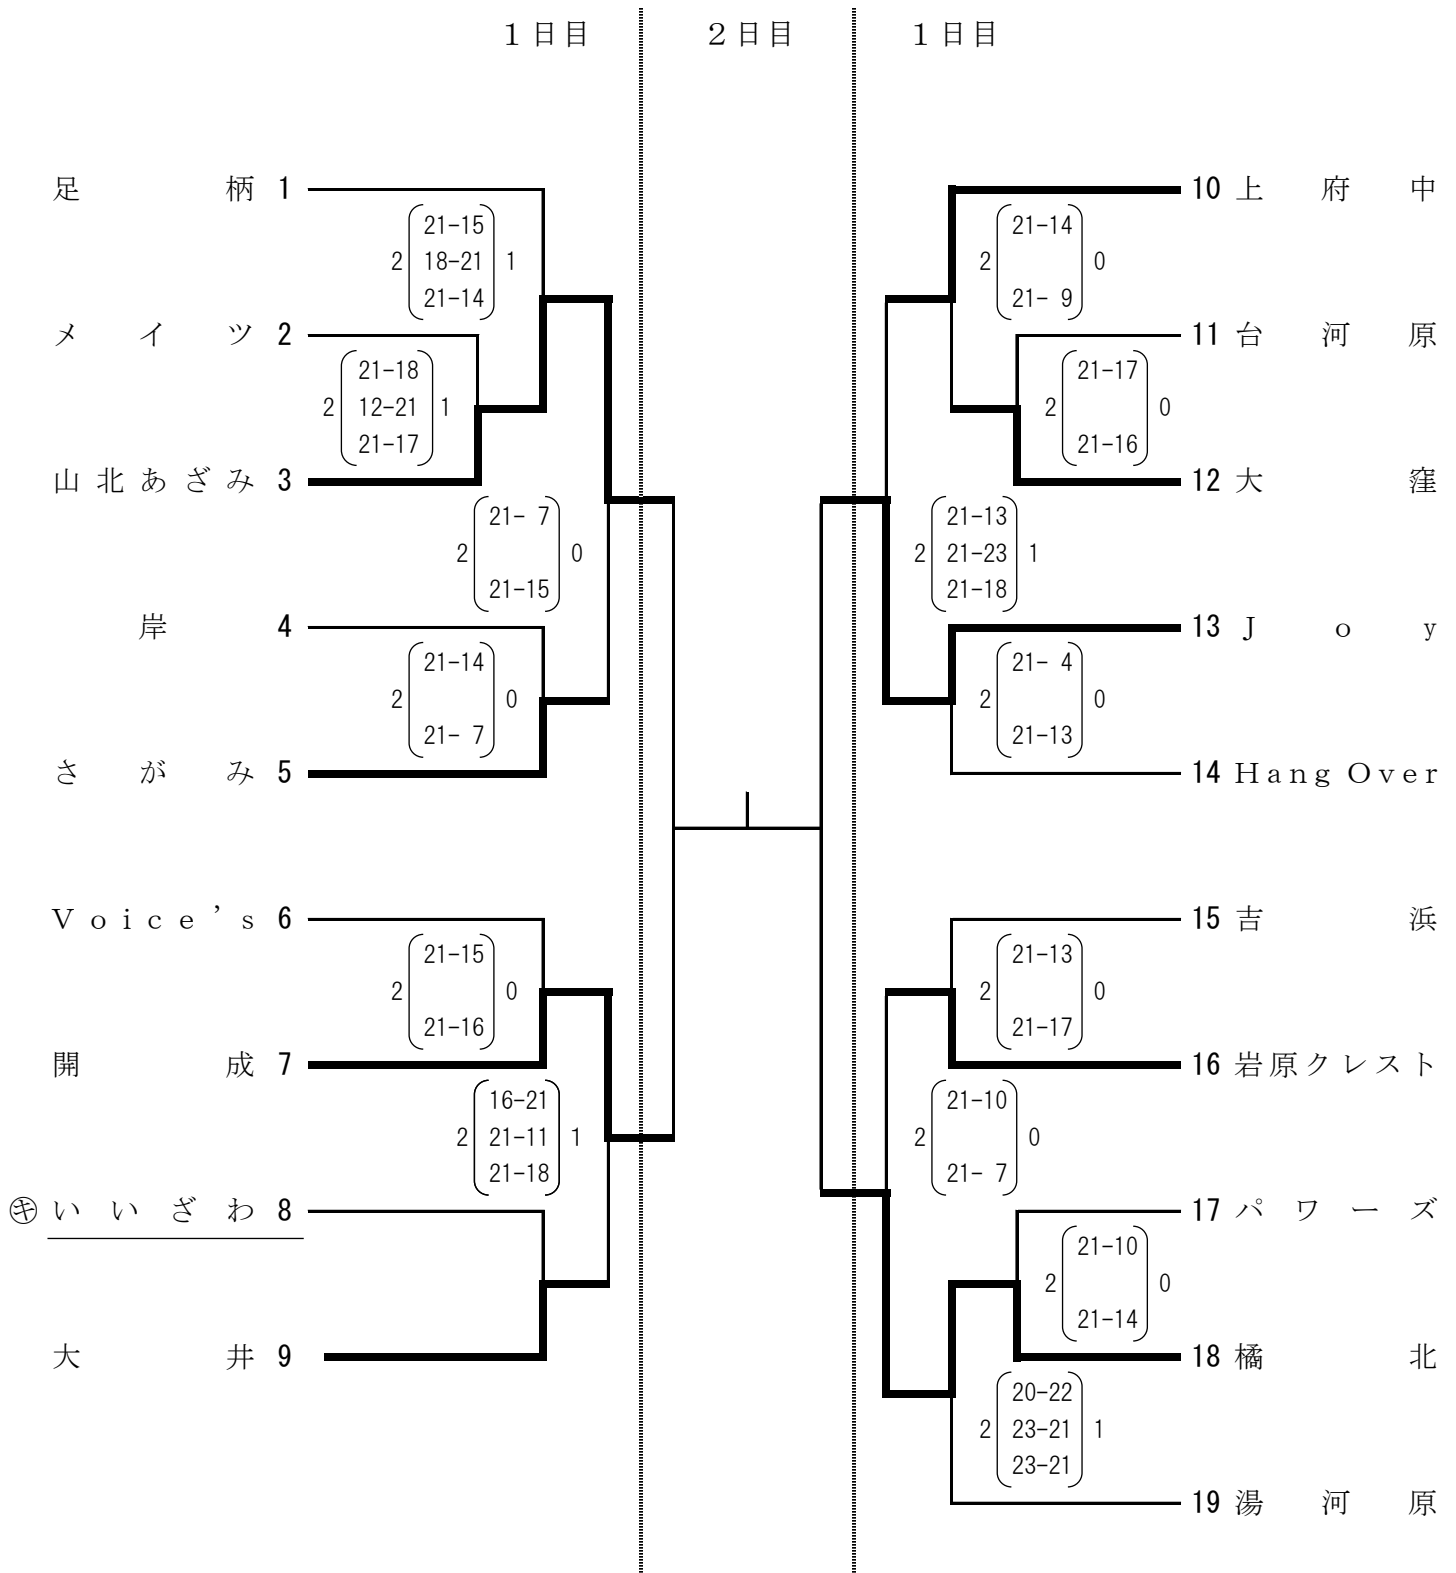 １日目 ２日目 １日目
足柄 1
21-15
2 18-21 1
21-14
メイツ 2
21-18
2 12-21 1
21-17
山北あざみ 3
21- 7
2 0
21-15
岸 4
21-14
2 0
21- 7
さがみ 5
Voice’s 6
21-15
2 0
21-16
開成 7
16-21
2 21-11 1
21-18
㋖いいざわ 8
大井 9
10 上府中
21-14
2 0
21- 9
11 台河原
21-17
2 0
21-16
12 大窪
21-13
2 21-23 1
21-18
13 Joy
21- 4
2 0
21-13
14 Hang Over
15 吉浜
21-13
2 0
21-17
16 岩原クレスト
21-10
2 0
21- 7
17 パワーズ
21-10
2 0
21-14
18 橘北
20-22
2 23-21 1
23-21
19 湯河原